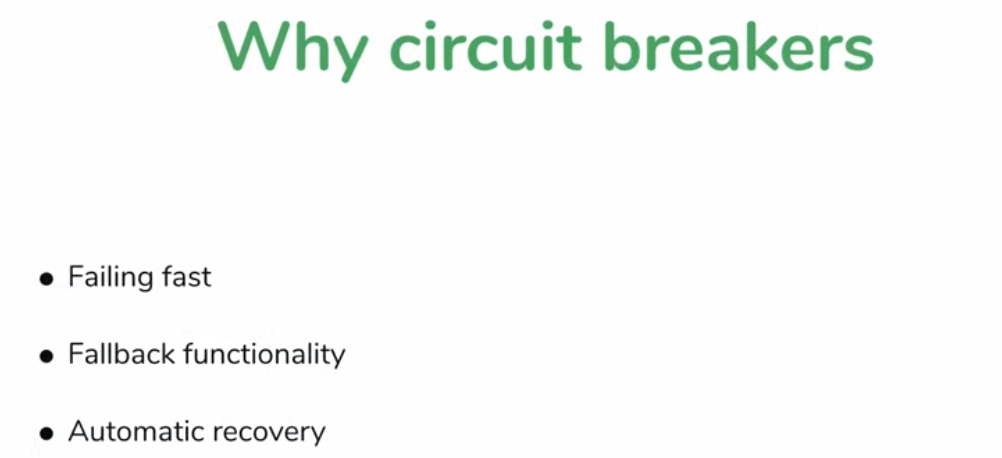 Why circuit breakers
● Failing fast
● Fallback functionality
● Automatic recovery